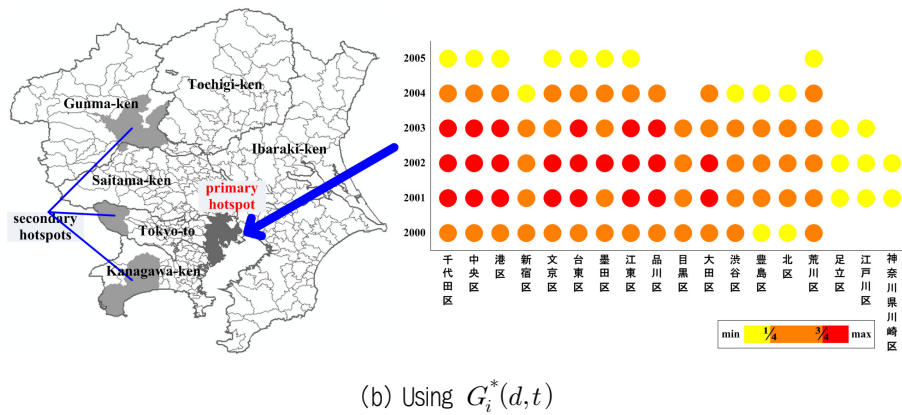 Gunma-ken
Tochigi-ken
Ibaraki-ken
Saitama-ken
primary
hotspot
secondary
hotspots
Tokyo-to
Kanagawa-ken
2005
2004
2003
2002
2001
2000
千代田区
中央区
港区
新宿区
文京区
台東区
墨田区
江東区
品川区
目黒区
大田区
渋谷区
豊島区
北区
荒川区
足立区
江戸川区
神奈川県川崎区
min ¼ ¾ max
(b) Using $G_i^*(d,t)$